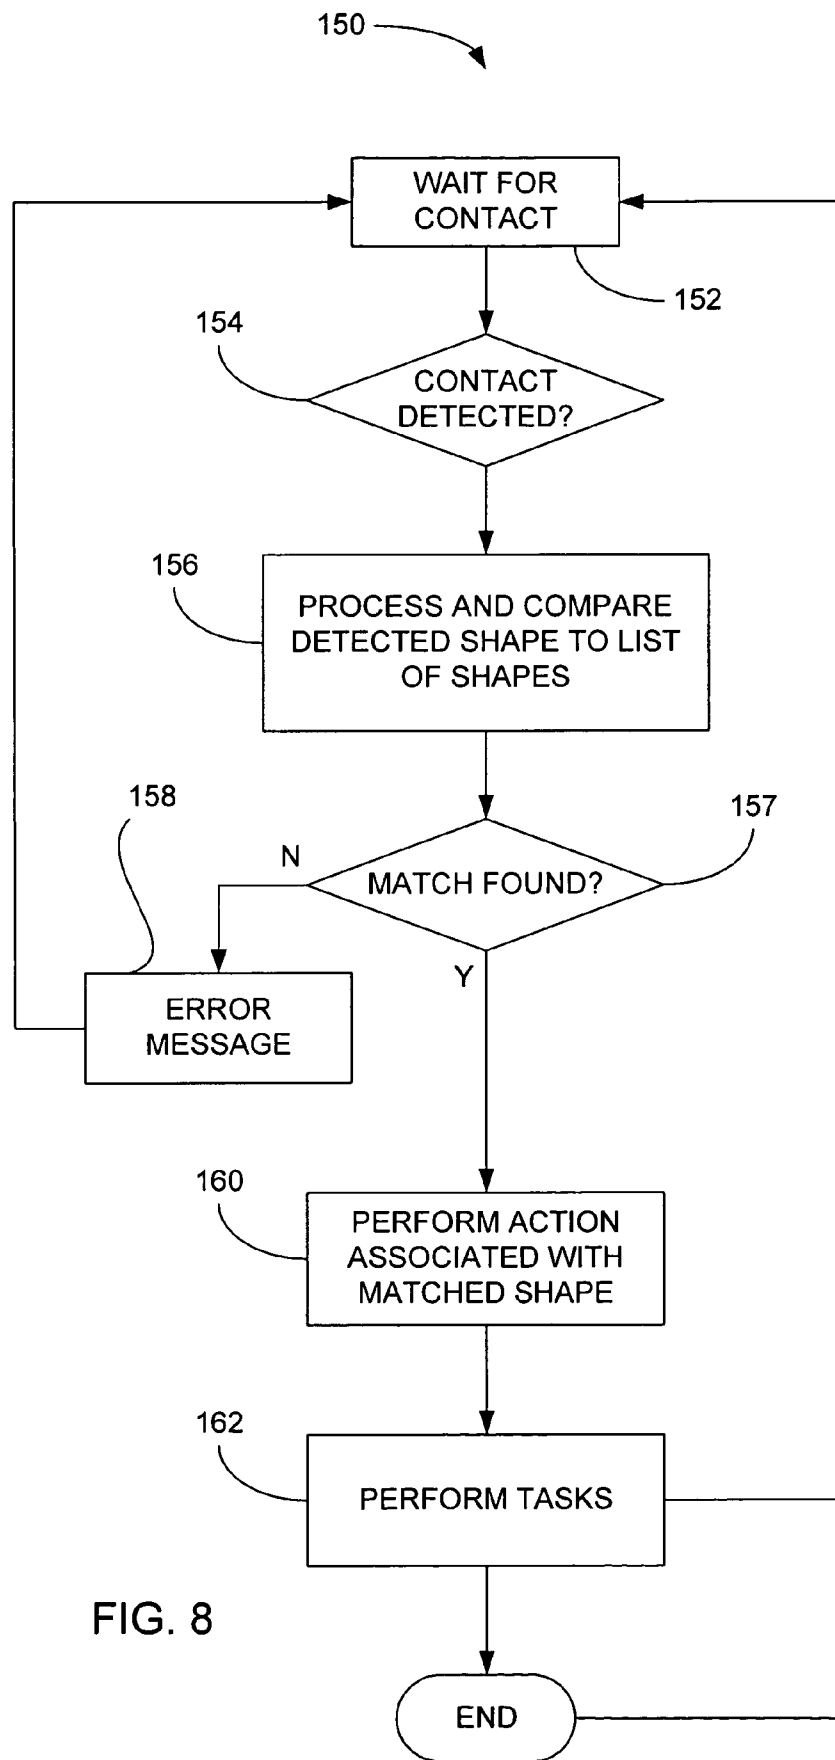 150
WAIT FOR
CONTACT
152
154
CONTACT
DETECTED?
156
PROCESS AND COMPARE
DETECTED SHAPE TO LIST
OF SHAPES
158
157
N
MATCH FOUND?
Y
ERROR
MESSAGE
160
PERFORM ACTION
ASSOCIATED WITH
MATCHED SHAPE
162
PERFORM TASKS
FIG. 8
END